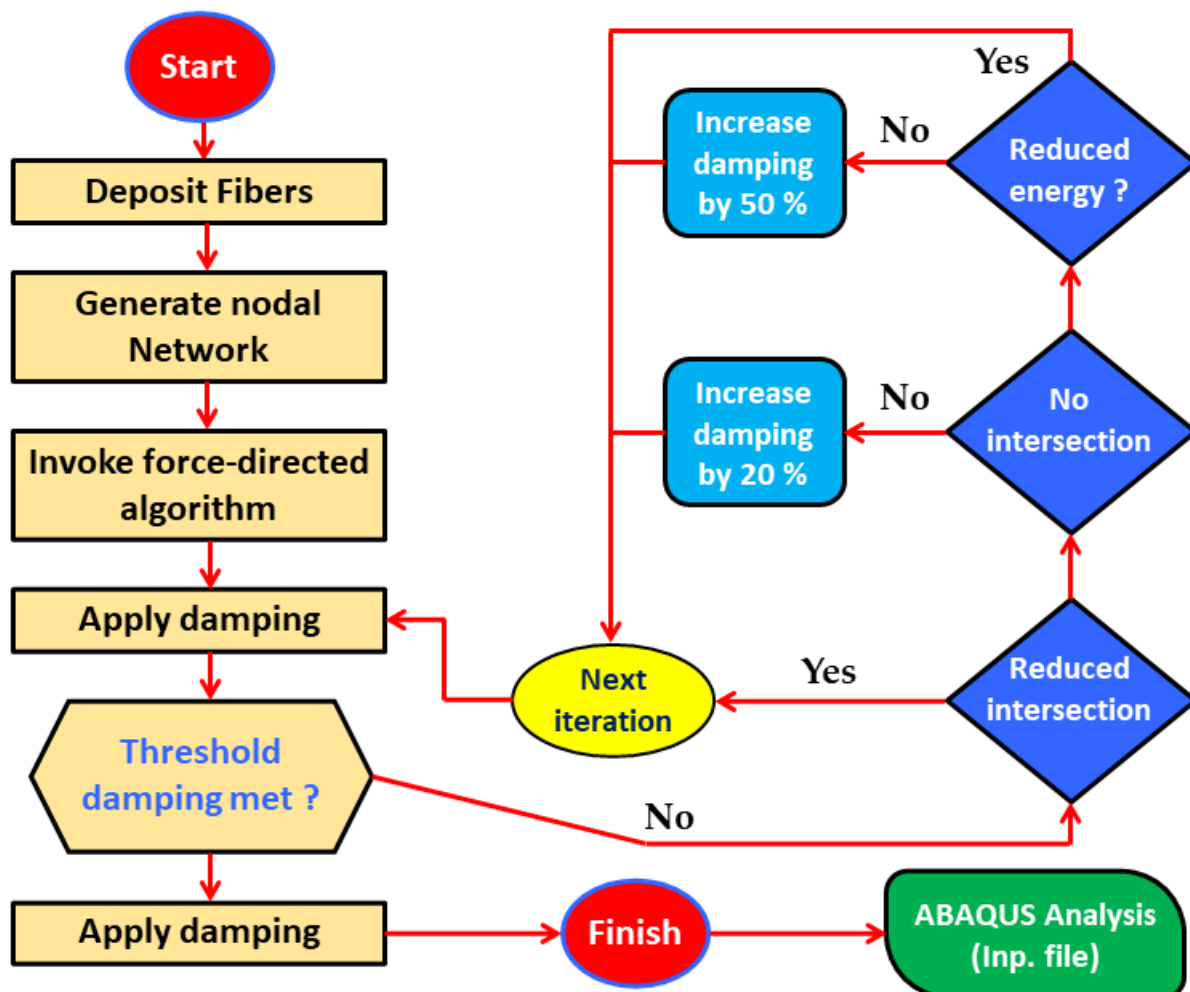 Start
Deposit Fibers
Generate nodal
Network
Invoke force-directed
algorithm
Apply damping
Threshold
damping met ?
Apply damping
Finish
ABAQUS Analysis
(Inp. file)
No
Reduced
intersection
Yes
Next
iteration
No
intersection
No
Increase
damping
by 20 %
Reduced
energy ?
No
Increase
damping
by 50 %
Yes